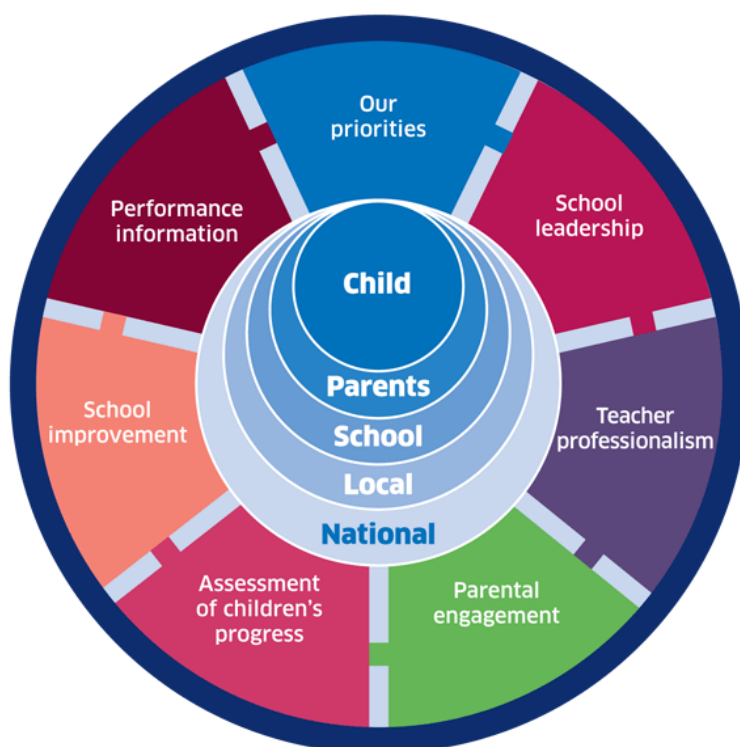 Our
priorities
School
leadership
Teacher
professionalism
Parental
engagement
Assessment
of children's
progress
School
improvement
Performance
information
Child
Parents
School
Local
National